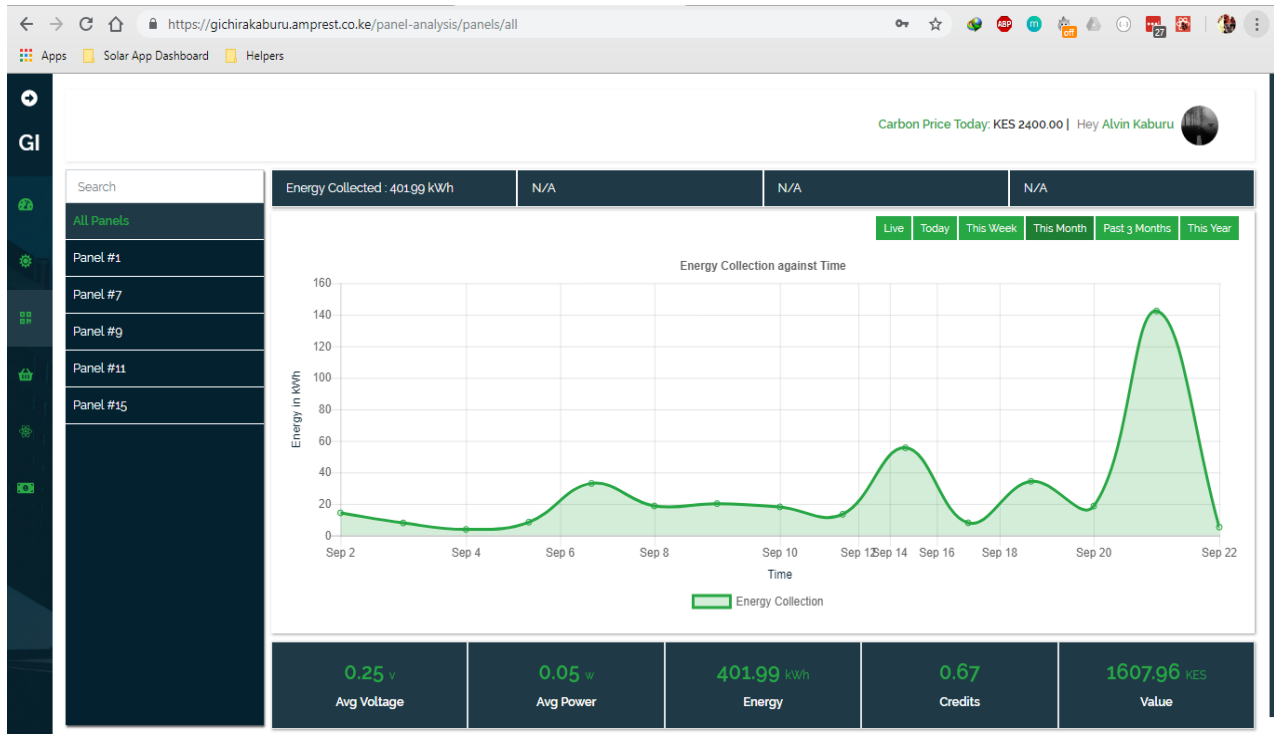 https://gichirakaburu.amprest.co.ke/panel-analysis/panels/all
ABP
m
off
27
Apps Solar App Dashboard Helpers
GI
Carbon Price Today: KES 2400.00 | Hey Alvin Kaburu
Search
All Panels
Panel #1
Panel #7
Panel #9
Panel #11
Panel #15
Energy Collected : 401.99 kWh N/A N/A N/A
Live Today This Week This Month Past 3 Months This Year
Energy Collection against Time
160
140
120
100
80
60
40
20
0
Energy in kWh
Sep 2 Sep 4 Sep 6 Sep 8 Sep 10 Sep 12 Sep 14 Sep 16 Sep 18 Sep 20 Sep 22
Time
Energy Collection
0.25 v 0.05 w 401.99 kWh 0.67 1607.96 KES
Avg Voltage Avg Power Energy Credits Value